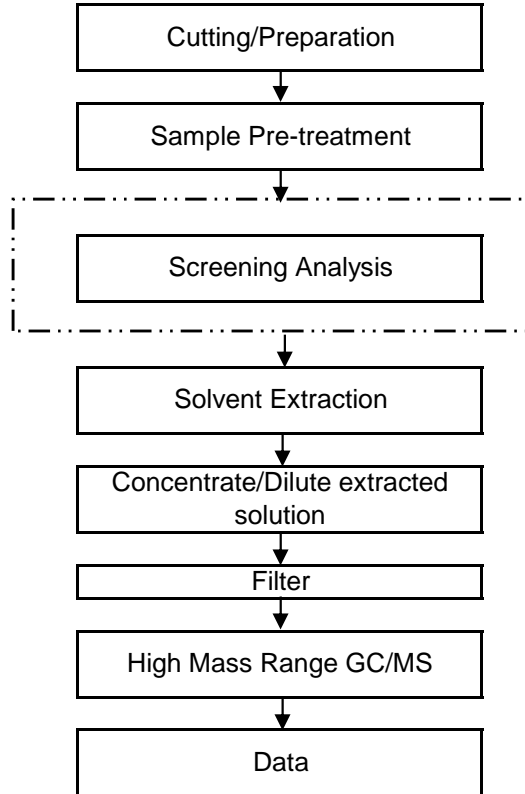 Cutting/Preparation
Sample Pre-treatment
Screening Analysis
Solvent Extraction
Concentrate/Dilute extracted
solution
Filter
High Mass Range GC/MS
Data